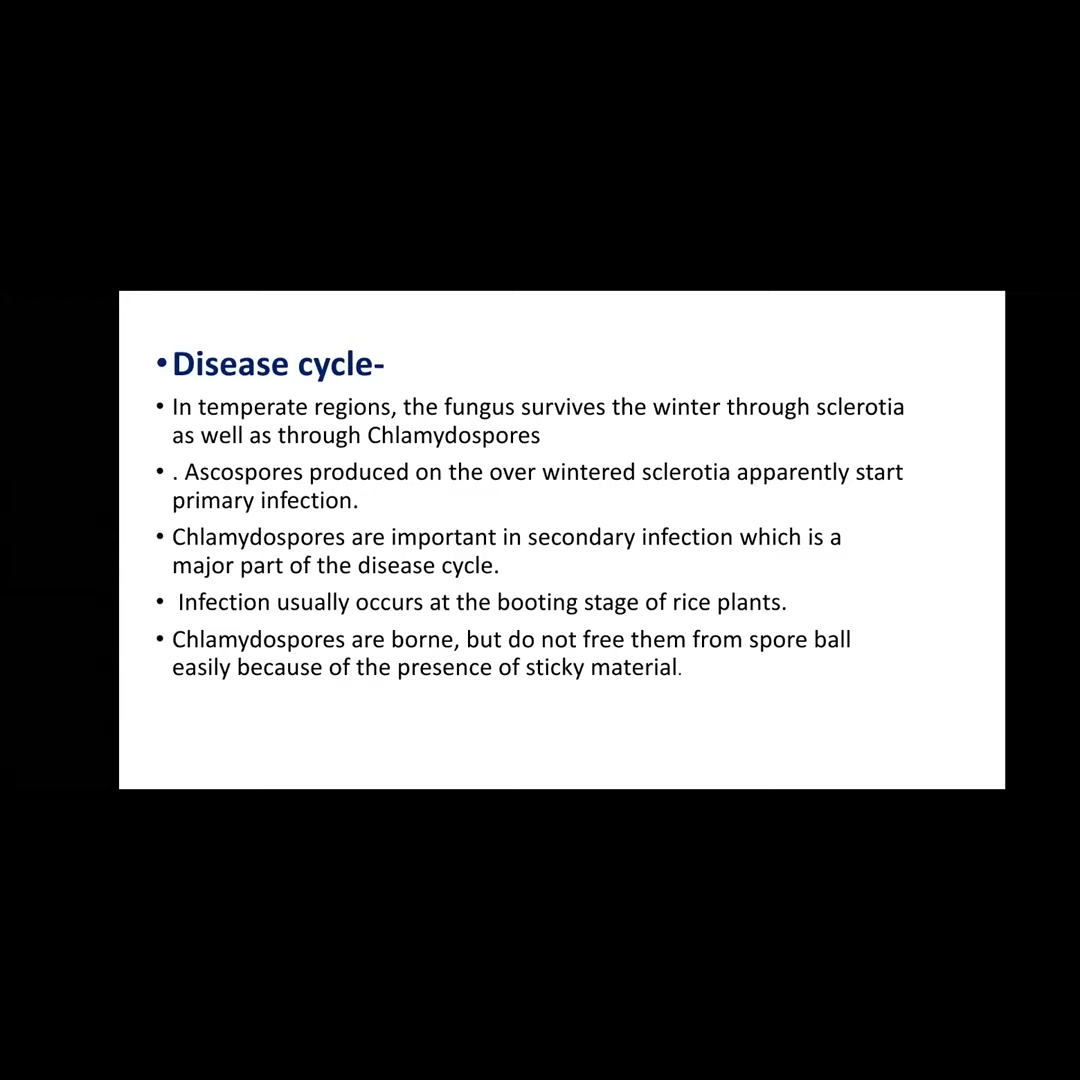 •Disease cycle-
• In temperate regions, the fungus survives the winter through sclerotia
as well as through Chlamydospores
• . Ascospores produced on the over wintered sclerotia apparently start
primary infection.
• Chlamydospores are important in secondary infection which is a
major part of the disease cycle.
• Infection usually occurs at the booting stage of rice plants.
• Chlamydospores are borne, but do not free them from spore ball
easily because of the presence of sticky material.